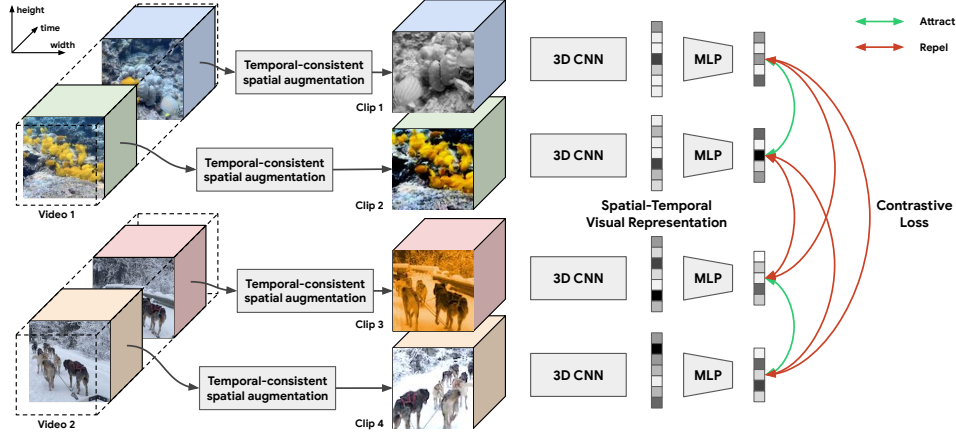 height
time
width
Temporal-consistent
spatial augmentation
Clip 1
3D CNN
MLP
Attract
Repel
Temporal-consistent
spatial augmentation
Clip 2
3D CNN
MLP
Video 1
Spatial-Temporal
Visual Representation
Contrastive
Loss
Temporal-consistent
spatial augmentation
Clip 3
3D CNN
MLP
Temporal-consistent
spatial augmentation
Clip 4
3D CNN
MLP
Video 2